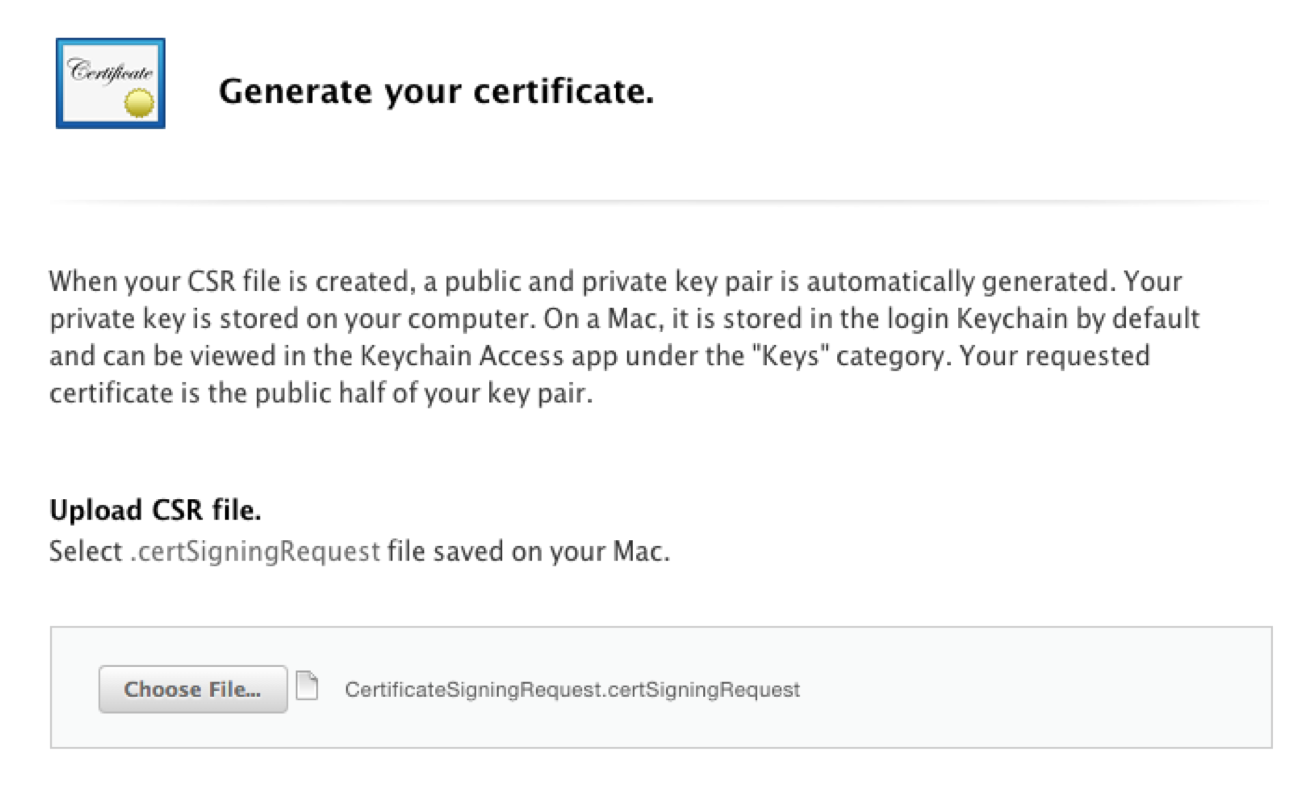 Certificate
Generate your certificate.
When your CSR file is created, a public and private key pair is automatically generated. Your
private key is stored on your computer. On a Mac, it is stored in the login Keychain by default
and can be viewed in the Keychain Access app under the "Keys" category. Your requested
certificate is the public half of your key pair.
Upload CSR file.
Select .certSigningRequest file saved on your Mac.
Choose File... CertificateSigningRequest.certSigningRequest